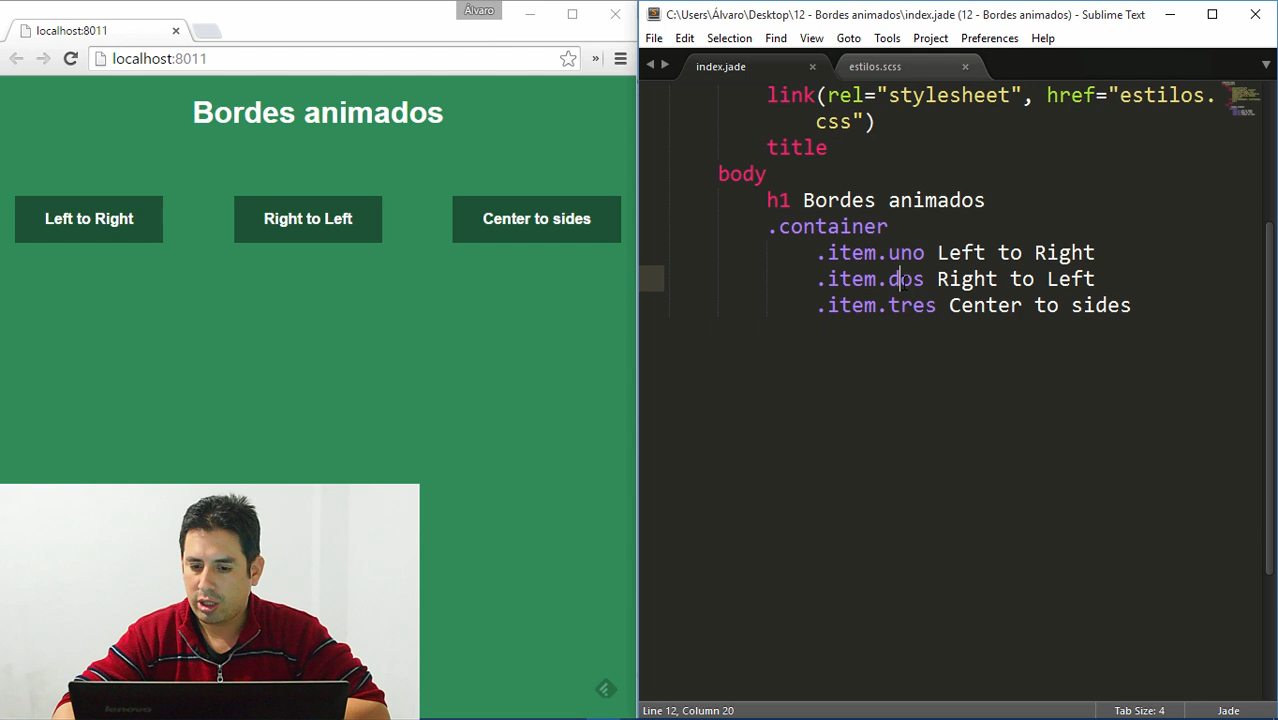 Álvaro
localhost:8011
localhost:8011
Bordes animados
Left to Right
Right to Left
Center to sides
C:\Users\Álvaro\Desktop\12 - Bordes animados\index.jade (12 - Bordes animados) - Sublime Text
File Edit Selection Find View Goto Tools Project Preferences Help
index.jade
estilos.scss
link(rel="stylesheet", href="estilos.
css")
title
body
h1 Bordes animados
.container
.item.uno Left to Right
.item.dos Right to Left
.item.tres Center to sides
lenovo
Line 12, Column 20
Tab Size: 4
Jade